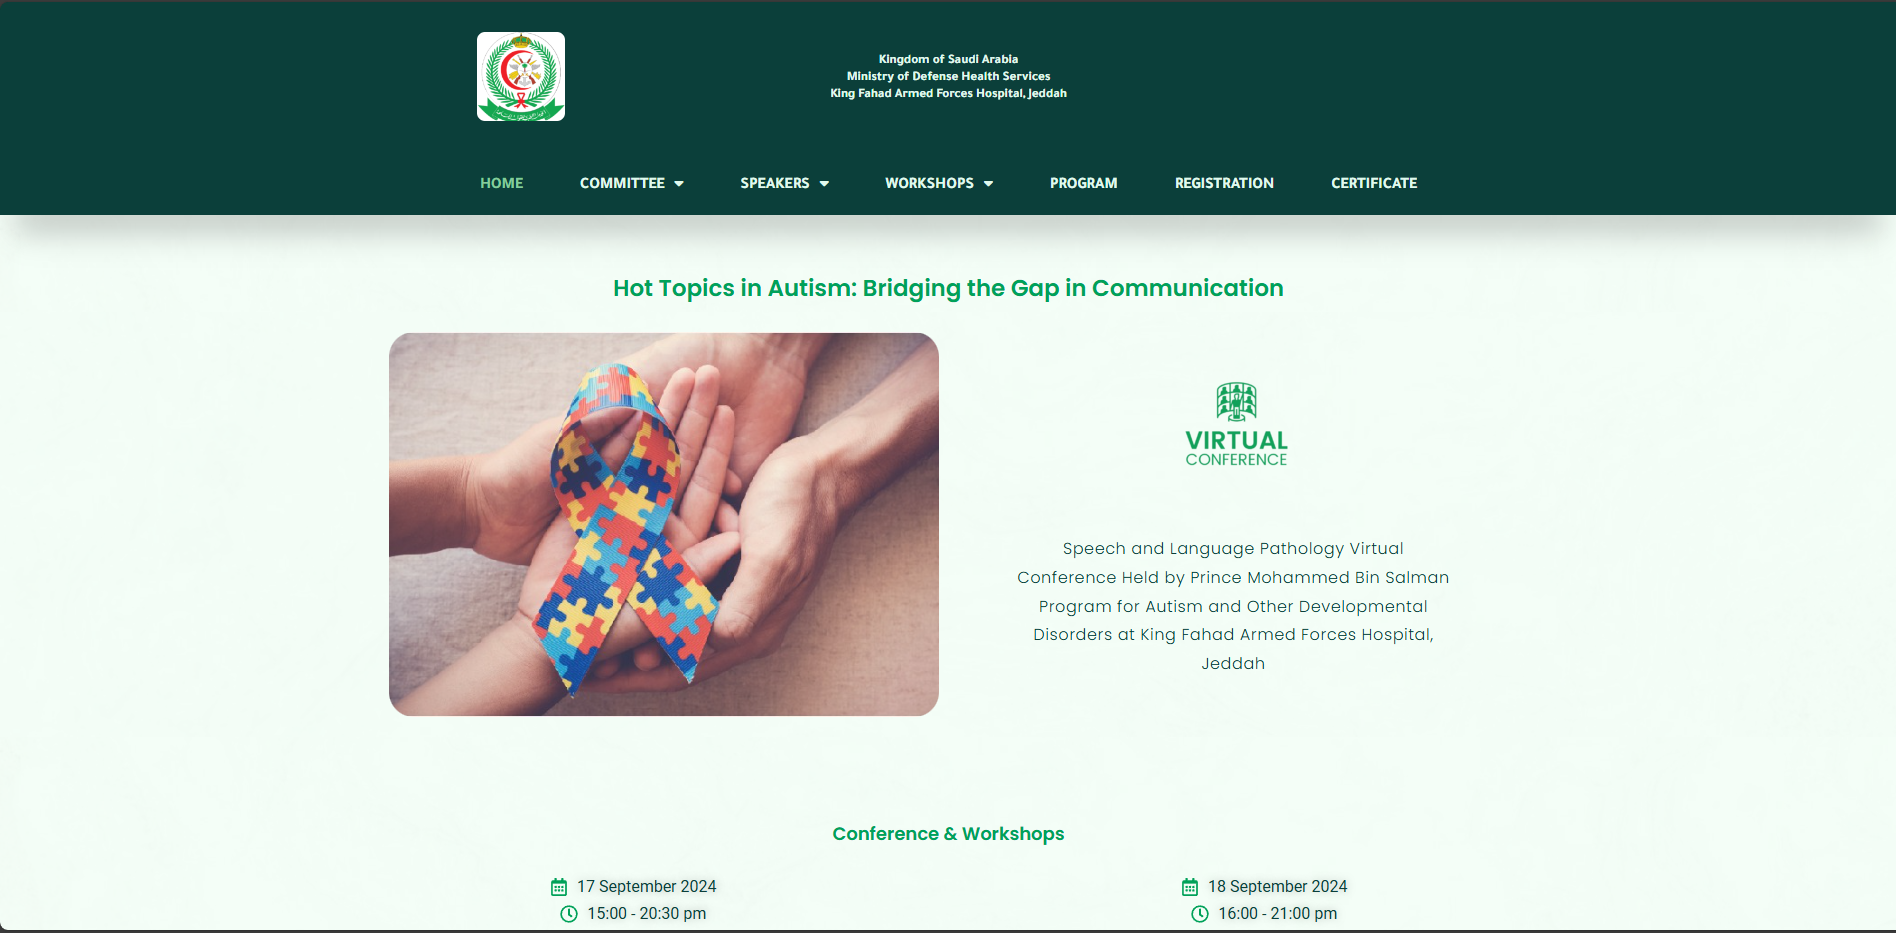 Kingdom of Saudi Arabia
Ministry of Defense Health Services
King Fahad Armed Forces Hospital, Jeddah
HOME
COMMITTEE
SPEAKERS
WORKSHOPS
PROGRAM
REGISTRATION
CERTIFICATE
Hot Topics in Autism: Bridging the Gap in Communication
VIRTUAL
CONFERENCE
Speech and Language Pathology Virtual
Conference Held by Prince Mohammed Bin Salman
Program for Autism and Other Developmental
Disorders at King Fahad Armed Forces Hospital,
Jeddah
Conference & Workshops
17 September 2024
15:00 - 20:30 pm
18 September 2024
16:00 - 21:00 pm